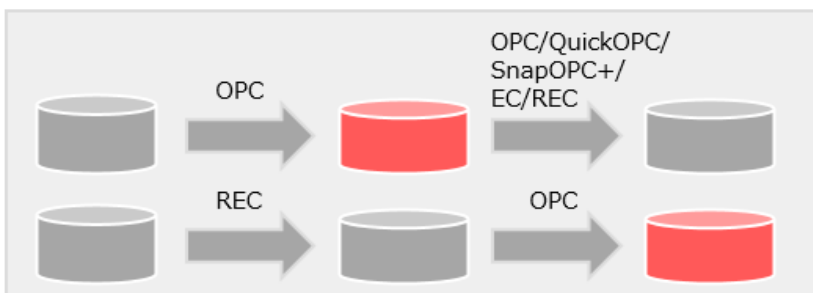 OPC
OPC/QuickOPC/
SnapOPC+/
EC/REC
REC
OPC